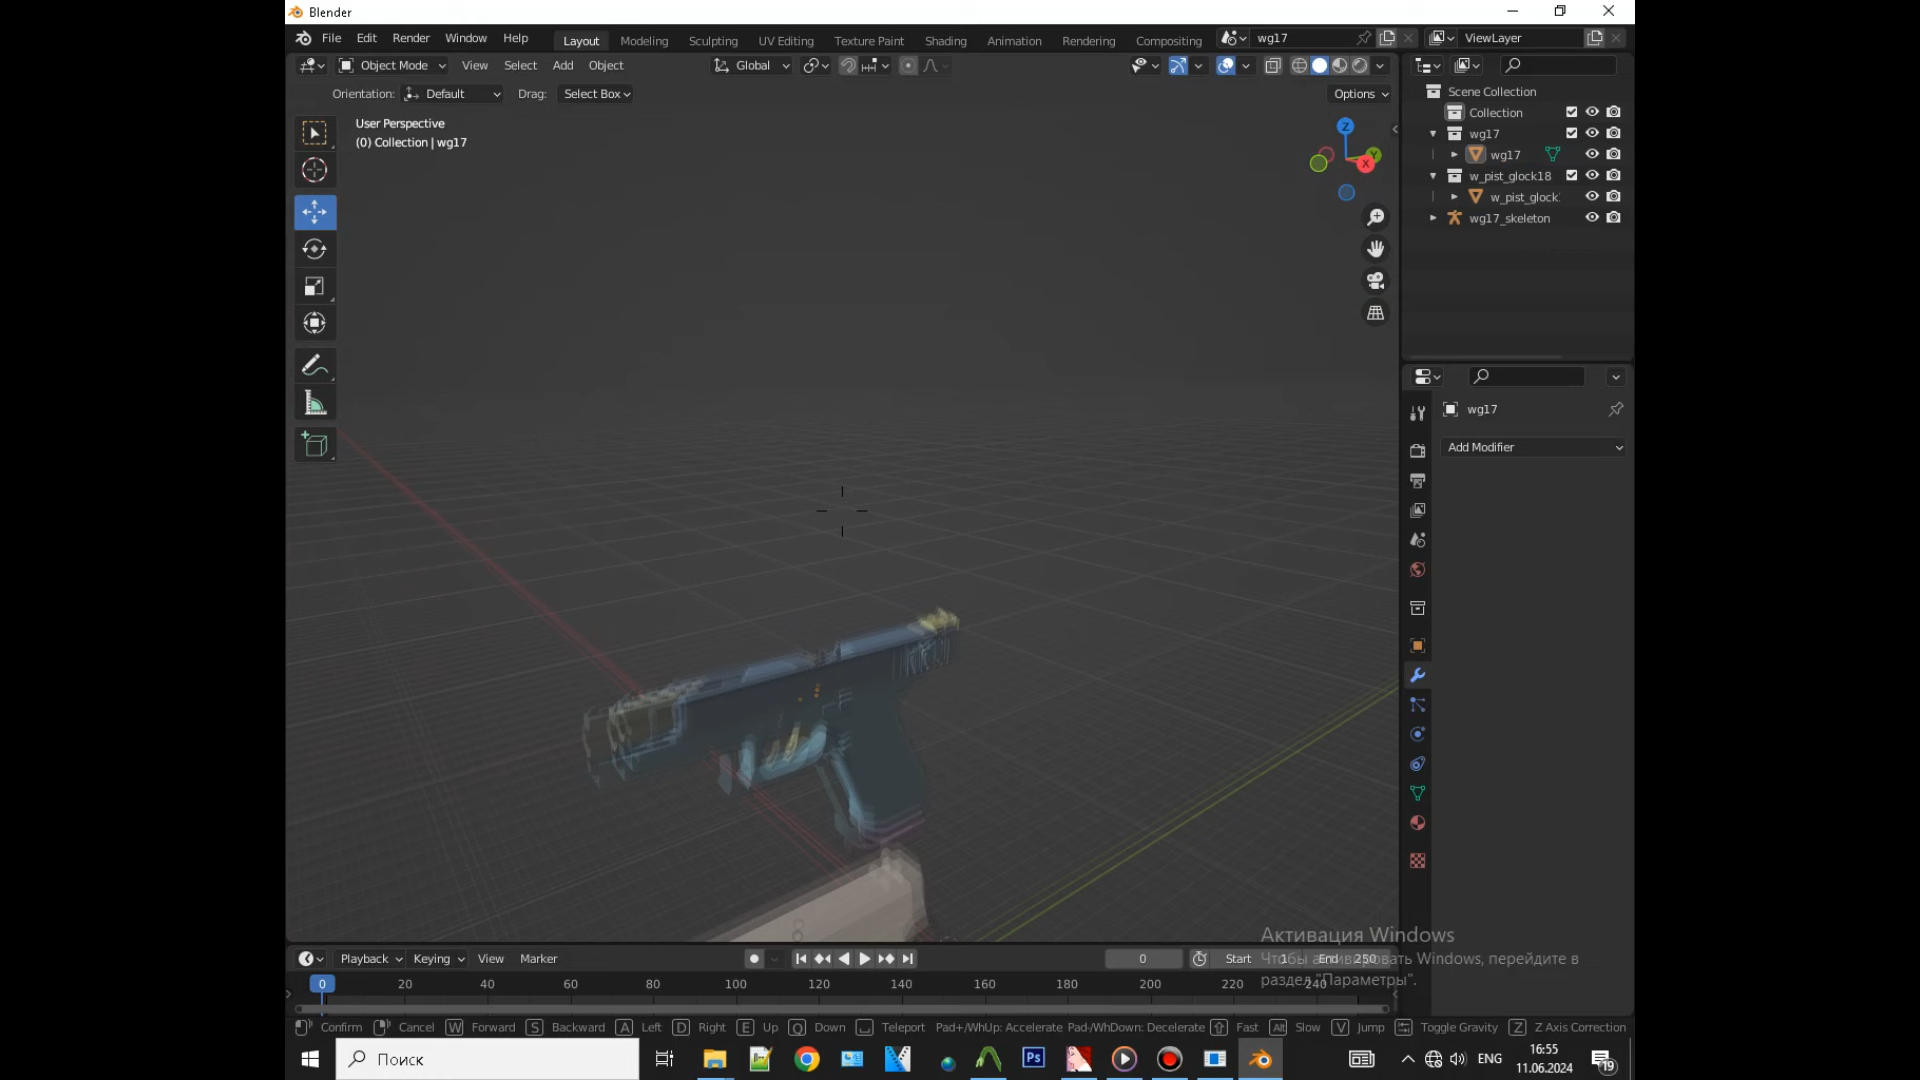 Blender
File Edit Render Window Help Layout Modeling Sculpting UV Editing Texture Paint Shading Animation Rendering Compositing wg17 ViewLayer
Object Mode View Select Add Object Global
Orientation: Default Drag: Select Box Options
User Perspective
(0) Collection | wg17
Z
Y
X
Scene Collection
Collection
wg17
wg17
w_pist_glock18
w_pist_glock
wg17_skeleton
wg17
Add Modifier
Активация Windows
Чтобы активировать Windows, перейдите в
раздел "Параметры".
Playback Keying View Marker 0 Start 1 End 250
0 20 40 60 80 100 120 140 160 180 200 220 240
Confirm Cancel W Forward S Backward A Left D Right E Up Q Down Teleport Pad+/WhUp: Accelerate Pad-/WhDown: Decelerate Fast Alt Slow V Jump Toggle Gravity Z Z Axis Correction
Поиск
Ps
ENG
16:55
11.06.2024
19